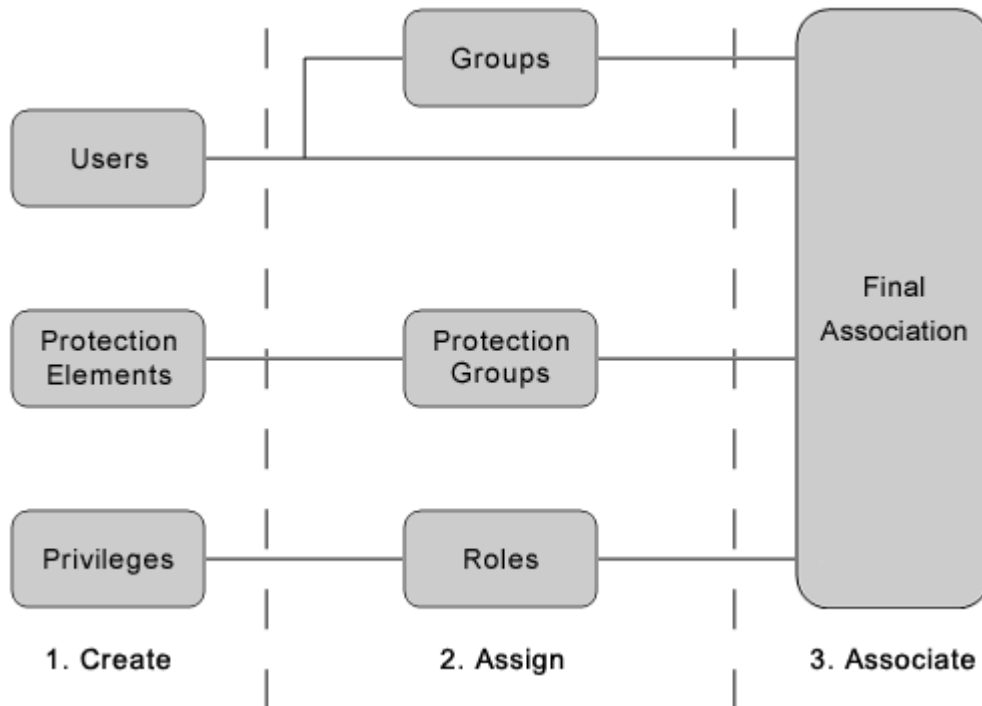 Groups
Users
Final
Association
Protection
Elements
Protection
Groups
Privileges
Roles
1. Create
2. Assign
3. Associate